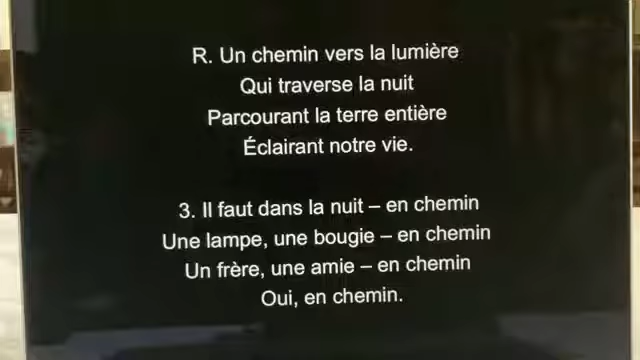 R. Un chemin vers la lumière
Qui traverse la nuit
Parcourant la terre entière
Éclairant notre vie.
3. Il faut dans la nuit – en chemin
Une lampe, une bougie – en chemin
Un frère, une amie – en chemin
Oui, en chemin.